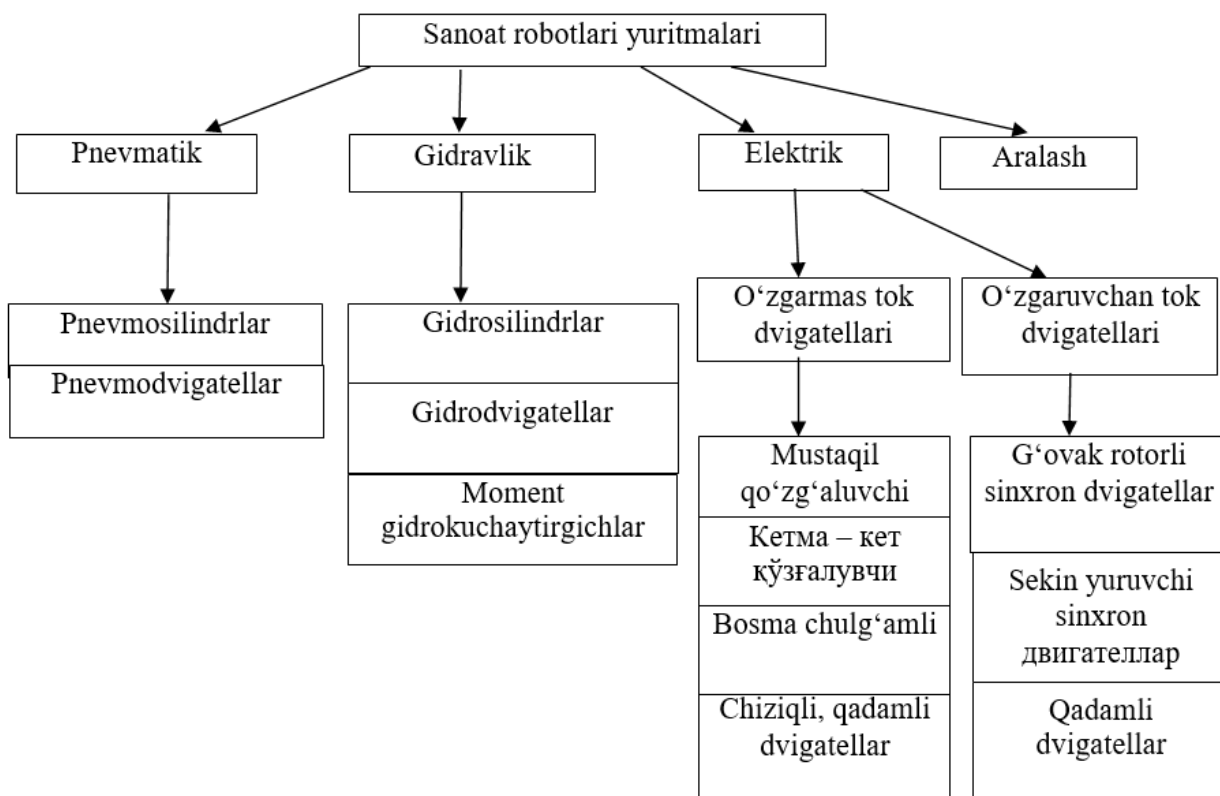 Sanoat robotlari yuritmalari
Pnevmatik
Gidravlik
Elektrik
Aralash
Pnevmosilindrlar
Pnevmodvigatellar
Gidrosilindrlar
Gidrodvigatellar
Moment
gidrokuchaytirgichlar
O‘zgarmas tok
dvigatellari
O‘zgaruvchan tok
dvigatellari
Mustaqil
qo‘zg‘aluvchi
Кетма – кет
қўзғалувчи
Bosma chulg‘amli
Chiziqli, qadamli
dvigatellar
G‘ovak rotorli
sinxron dvigatellar
Sekin yuruvchi
sinxron
двигателлар
Qadamli
dvigatellar